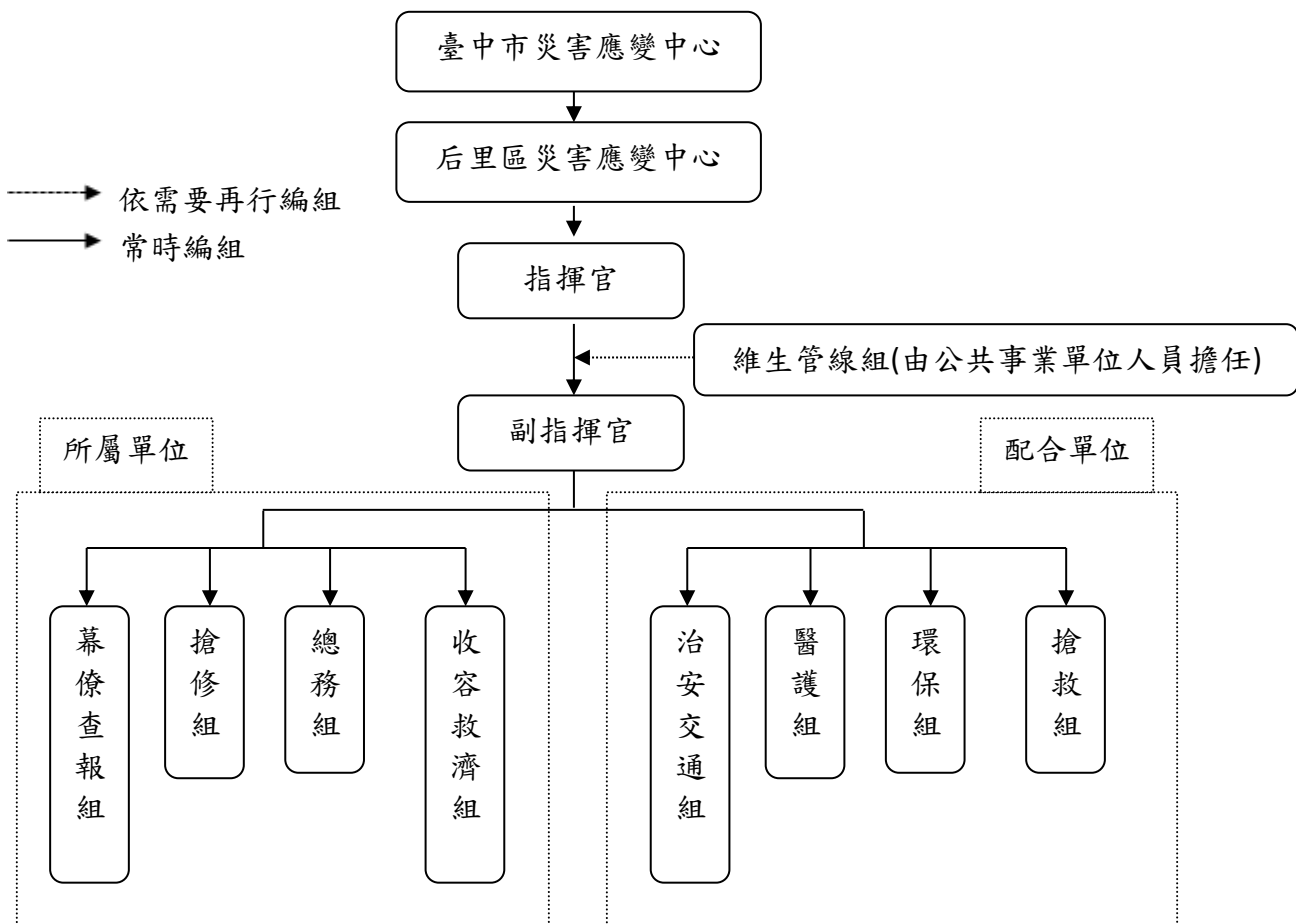 臺中市災害應變中心
后里區災害應變中心
依需要再行編組
常時編組
指揮官
維生管線組(由公共事業單位人員擔任)
副指揮官
所屬單位
配合單位
幕僚查報組
搶修組
總務組
收容救濟組
治安交通組
醫護組
環保組
搶救組